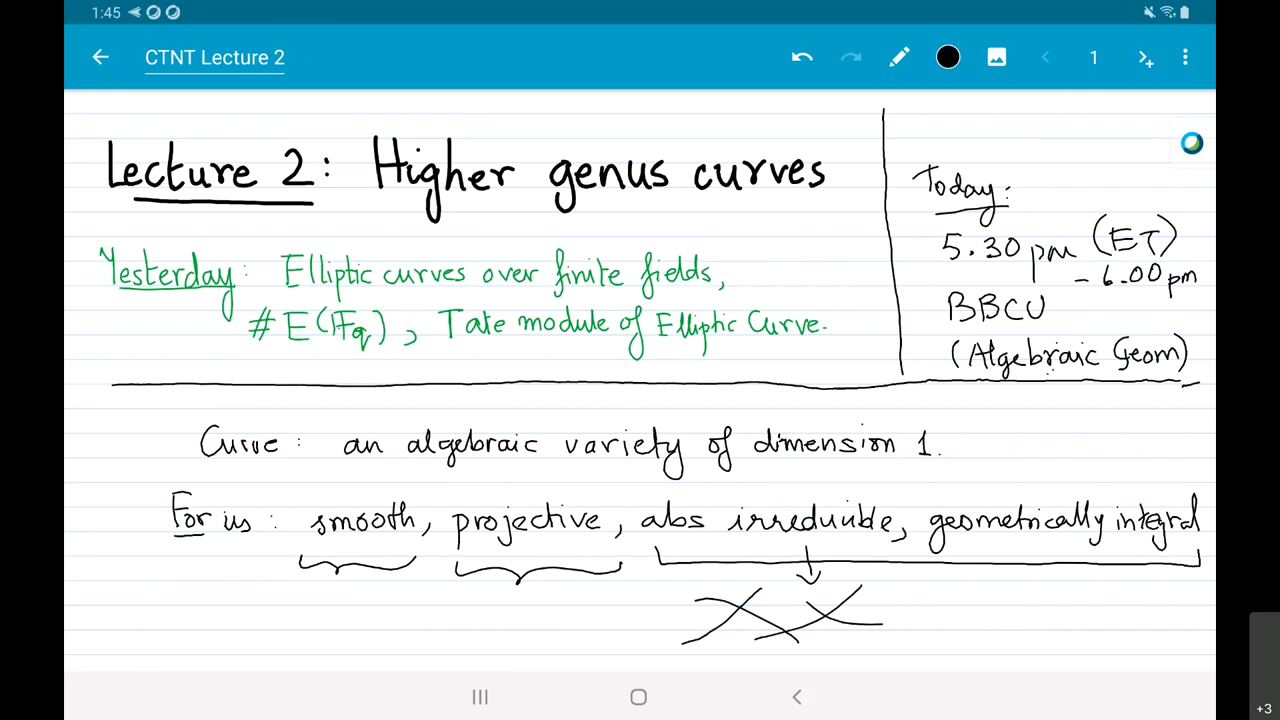 1:45
CTNT Lecture 2
1
Lecture 2: Higher genus curves
Yesterday: Elliptic curves over finite fields,
# E(𝔽q), Tate module of Elliptic Curve.
Today:
5.30 pm (ET)
- 6.00 pm
BBCU
(Algebraic Geom)
Curve: an algebraic variety of dimension 1.
For us: smooth, projective, abs irreducible, geometrically integral
+3